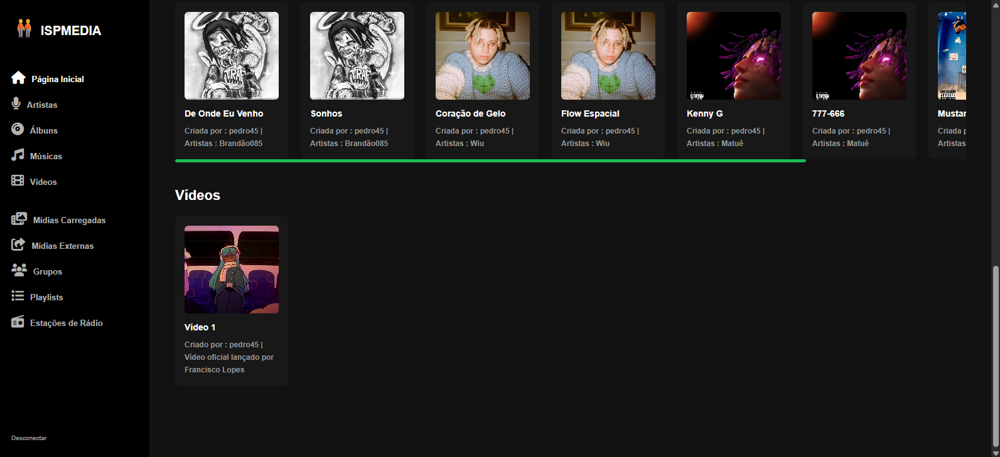 ISPMEDIA
Página Inicial
Artistas
Álbuns
Músicas
Vídeos
Mídias Carregadas
Mídias Externas
Grupos
Playlists
Estações de Rádio
Desconectar
TRAP
De Onde Eu Venho
Criada por : pedro45 |
Artistas : Brandão085
TRAP
Sonhos
Criada por : pedro45 |
Artistas : Brandão085
Coração de Gelo
Criada por : pedro45 |
Artistas : Wiu
Flow Espacial
Criada por : pedro45 |
Artistas : Wiu
Kenny G
Criada por : pedro45 |
Artistas : Matuê
777-666
Criada por : pedro45 |
Artistas : Matuê
Mustar
Criada p
Artistas
Vídeos
Vídeo 1
Criado por : pedro45 |
Vídeo oficial lançado por
Francisco Lopes